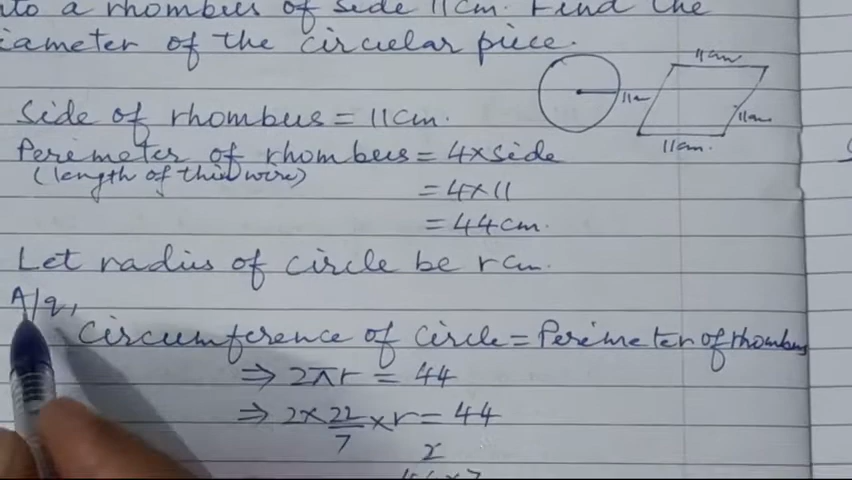 into a rhombus of side 11cm. Find the
diameter of the circular piece.
11cm
11cm
11cm
11cm.
Side of rhombus = 11cm.
Perimeter of rhombus = 4×side
(length of thin wire)
= 4×11
= 44cm.
Let radius of circle be r cm.
A/q,
Circumference of circle = Perimeter of rhombus
⇒ 2πr = 44
⇒ 2×22/7×r = 44
2